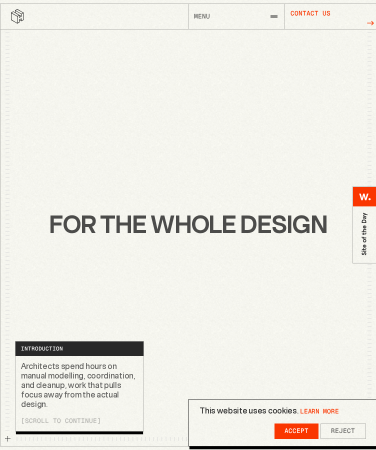 MENU
CONTACT US
→
FOR THE WHOLE DESIGN
W.
Site of the Day
INTRODUCTION
Architects spend hours on
manual modelling, coordination,
and cleanup, work that pulls
focus away from the actual
design.
[SCROLL TO CONTINUE]
This website uses cookies. LEARN MORE
ACCEPT
REJECT